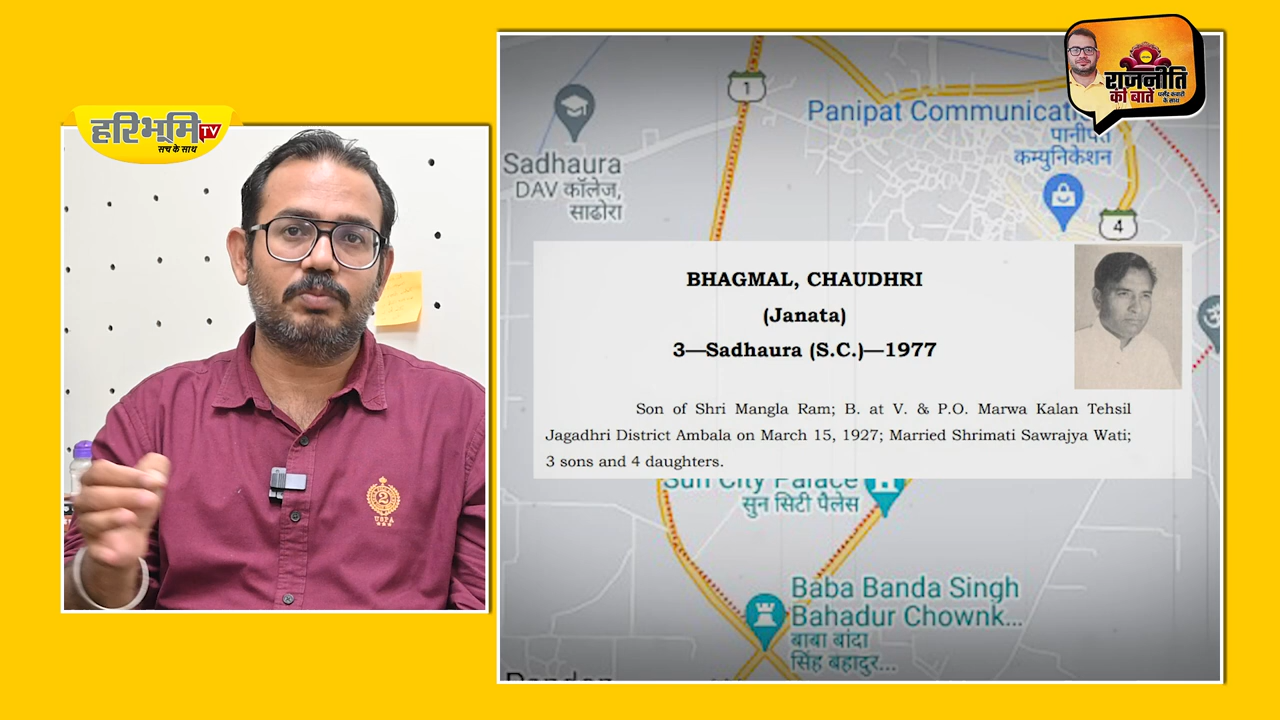 हरिभूमि TV
सच के साथ
USPA
राजनीति
की बातें
धर्मेंद्र कंवारी
के साथ
1
Panipat Communicati
पानीपत
कम्युनिकेशन
Sadhaura
DAV कॉलेज,
साढोरा
4
BHAGMAL, CHAUDHRI
(Janata)
3—Sadhaura (S.C.)—1977
Son of Shri Mangla Ram; B. at V. & P.O. Marwa Kalan Tehsil
Jagadhri District Ambala on March 15, 1927; Married Shrimati Sawrajya Wati;
3 sons and 4 daughters.
Sun City Palace
सुन सिटी पैलेस
Baba Banda Singh
Bahadur Chownk...
बाबा बांदा
सिंह बहादुर...